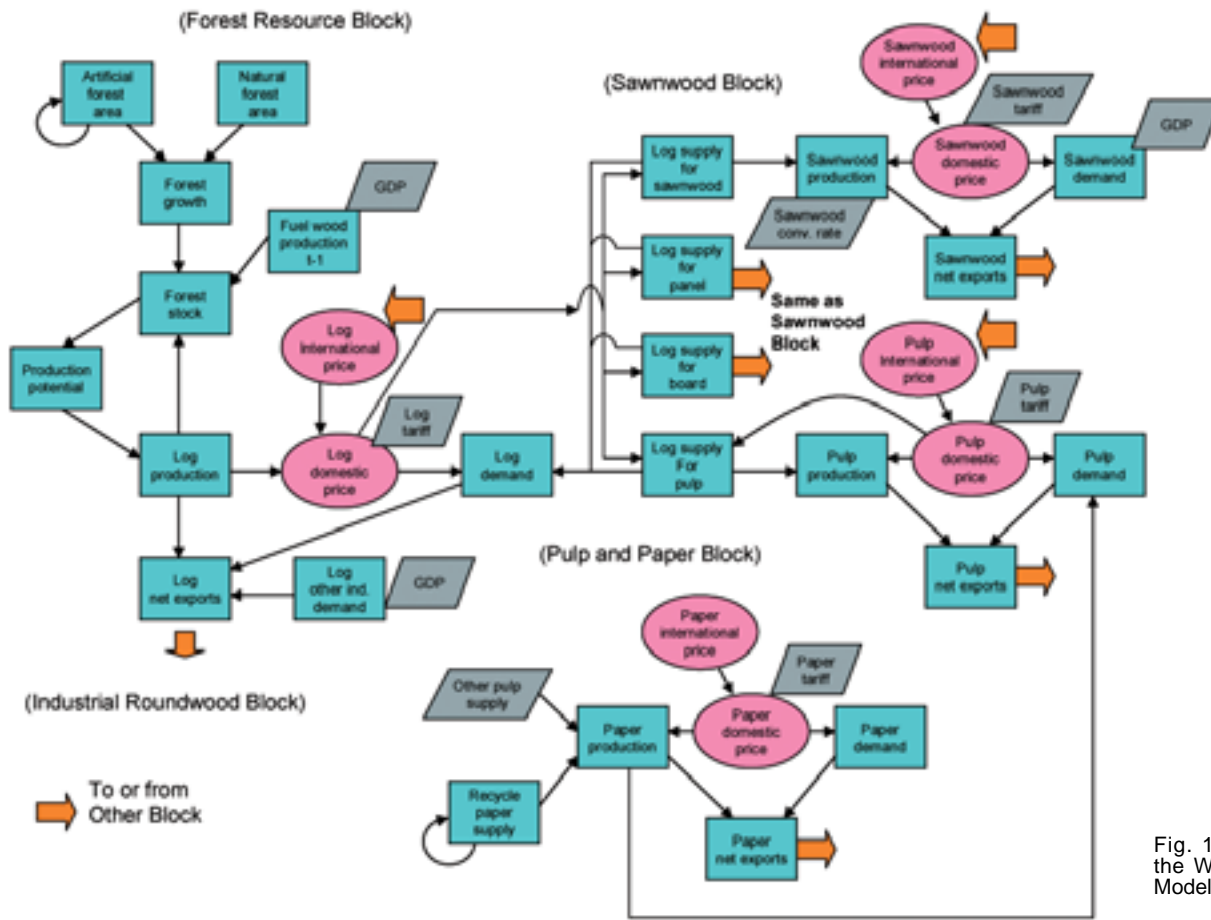 (Forest Resource Block)
Artificial
forest
area
Natural
forest
area
Forest
growth
GDP
Fuel wood
production
t-1
Forest
stock
Production
potential
Log
International
price
Log
tariff
Log
production
Log
domestic
price
Log
demand
Log
net exports
Log
other ind.
demand
GDP
(Industrial Roundwood Block)
To or from
Other Block
(Sawnwood Block)
Sawnwood
international
price
Sawnwood
tariff
GDP
Log supply
for
sawnwood
Sawnwood
production
Sawnwood
domestic
price
Sawnwood
demand
Sawnwood
conv. rate
Sawnwood
net exports
Log supply
for
panel
Same as
Sawnwood
Block
Log supply
for
board
Pulp
International
price
Pulp
tariff
Log supply
For
pulp
Pulp
production
Pulp
domestic
price
Pulp
demand
Pulp
net exports
(Pulp and Paper Block)
Paper
international
price
Paper
tariff
Other pulp
supply
Paper
production
Paper
domestic
price
Paper
demand
Recycle
paper
supply
Paper
net exports
Fig. 1
the W
Model